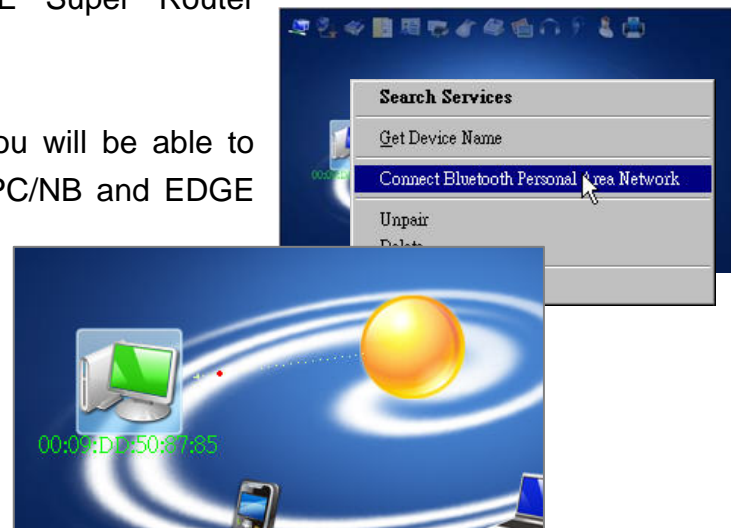 E Super Router
ou will be able to
PC/NB and EDGE
Search Services
Get Device Name
Connect Bluetooth Personal Area Network
Unpair
00:09:DD:50:87:85